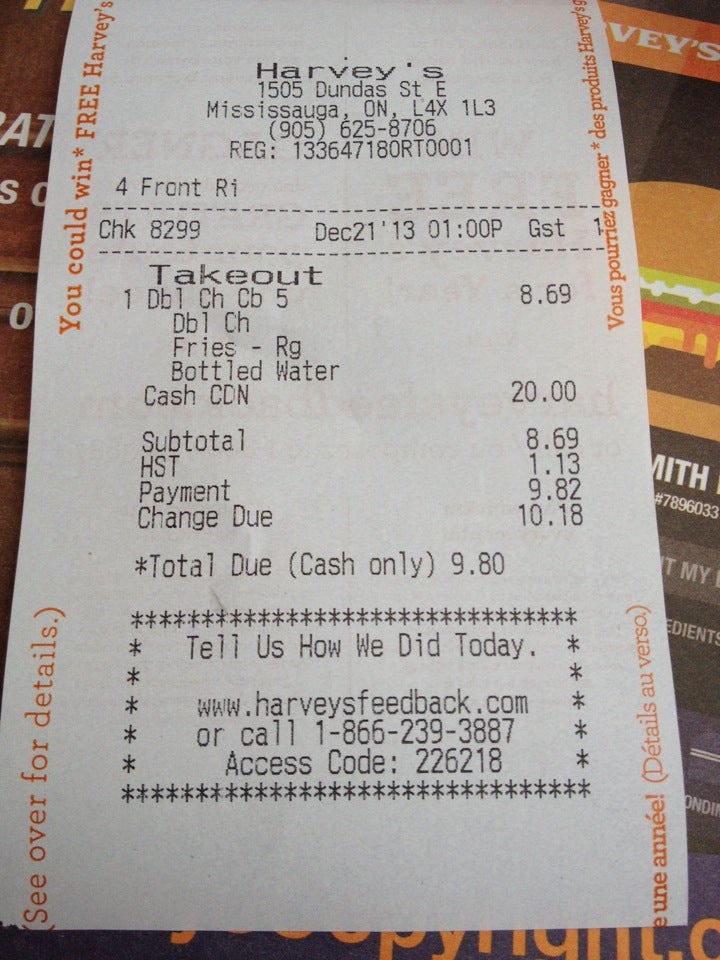 Harvey's
1505 Dundas St E
Mississauga, ON, L4X 1L3
(905) 625-8706
REG: 133647180RT0001
4 Front Ri
Chk 8299 Dec21'13 01:00P Gst 1
Takeout
1 Dbl Ch Cb 5 8.69
Dbl Ch
Fries - Rg
Bottled Water
Cash CDN 20.00
Subtotal 8.69
HST 1.13
Payment 9.82
Change Due 10.18
*Total Due (Cash only) 9.80
**********************************
* Tell Us How We Did Today. *
* *
* www.harveysfeedback.com *
* or call 1-866-239-3887 *
* Access Code: 226218 *
**********************************
You could win* FREE Harvey's
(See over for details.)
Vous pourriez gagner* des produits Harvey's
une année! (Détails au verso.)
VEY'S
#7896033
T MY
EDIENTS